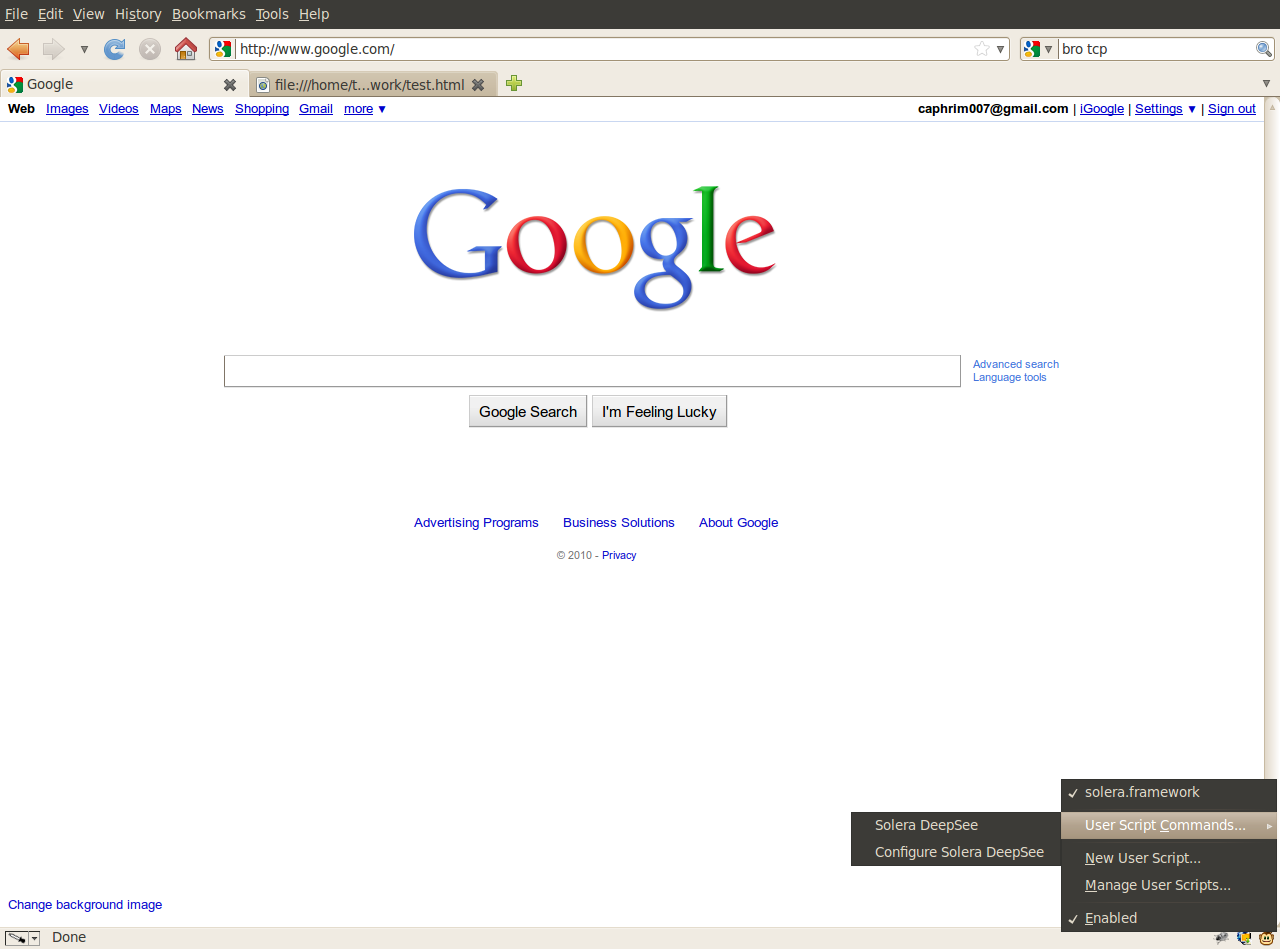 File Edit View History Bookmarks Tools Help
http://www.google.com/ bro tcp
Google file:///home/t...work/test.html
Web Images Videos Maps News Shopping Gmail more ▼ caphrim007@gmail.com | iGoogle | Settings ▼ | Sign out
Google
Advanced search
Language tools
Google Search I'm Feeling Lucky
Advertising Programs Business Solutions About Google
© 2010 - Privacy
solera.framework
User Script Commands...
Solera DeepSee
Configure Solera DeepSee
New User Script...
Manage User Scripts...
Enabled
Change background image
Done